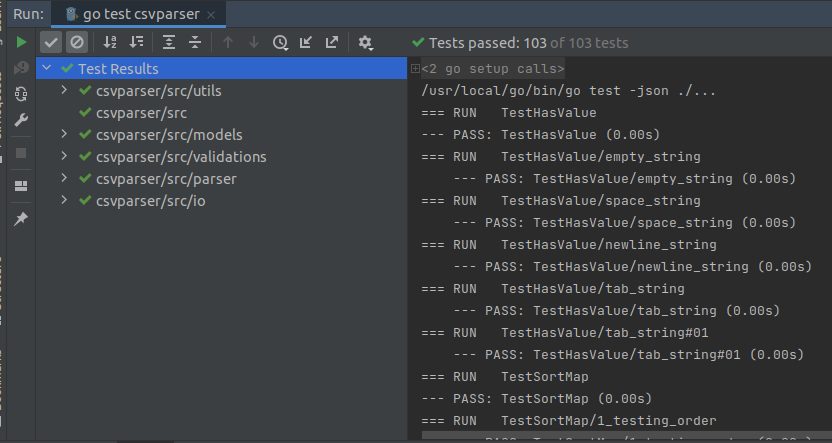 Run:
go test csvparser
Tests passed: 103 of 103 tests
Test Results
csvparser/src/utils
csvparser/src
csvparser/src/models
csvparser/src/validations
csvparser/src/parser
csvparser/src/io
<2 go setup calls>
/usr/local/go/bin/go test -json ./...
=== RUN   TestHasValue
--- PASS: TestHasValue (0.00s)
=== RUN   TestHasValue/empty_string
    --- PASS: TestHasValue/empty_string (0.00s)
=== RUN   TestHasValue/space_string
    --- PASS: TestHasValue/space_string (0.00s)
=== RUN   TestHasValue/newline_string
    --- PASS: TestHasValue/newline_string (0.00s)
=== RUN   TestHasValue/tab_string
    --- PASS: TestHasValue/tab_string (0.00s)
=== RUN   TestHasValue/tab_string#01
    --- PASS: TestHasValue/tab_string#01 (0.00s)
=== RUN   TestSortMap
--- PASS: TestSortMap (0.00s)
=== RUN   TestSortMap/1_testing_order